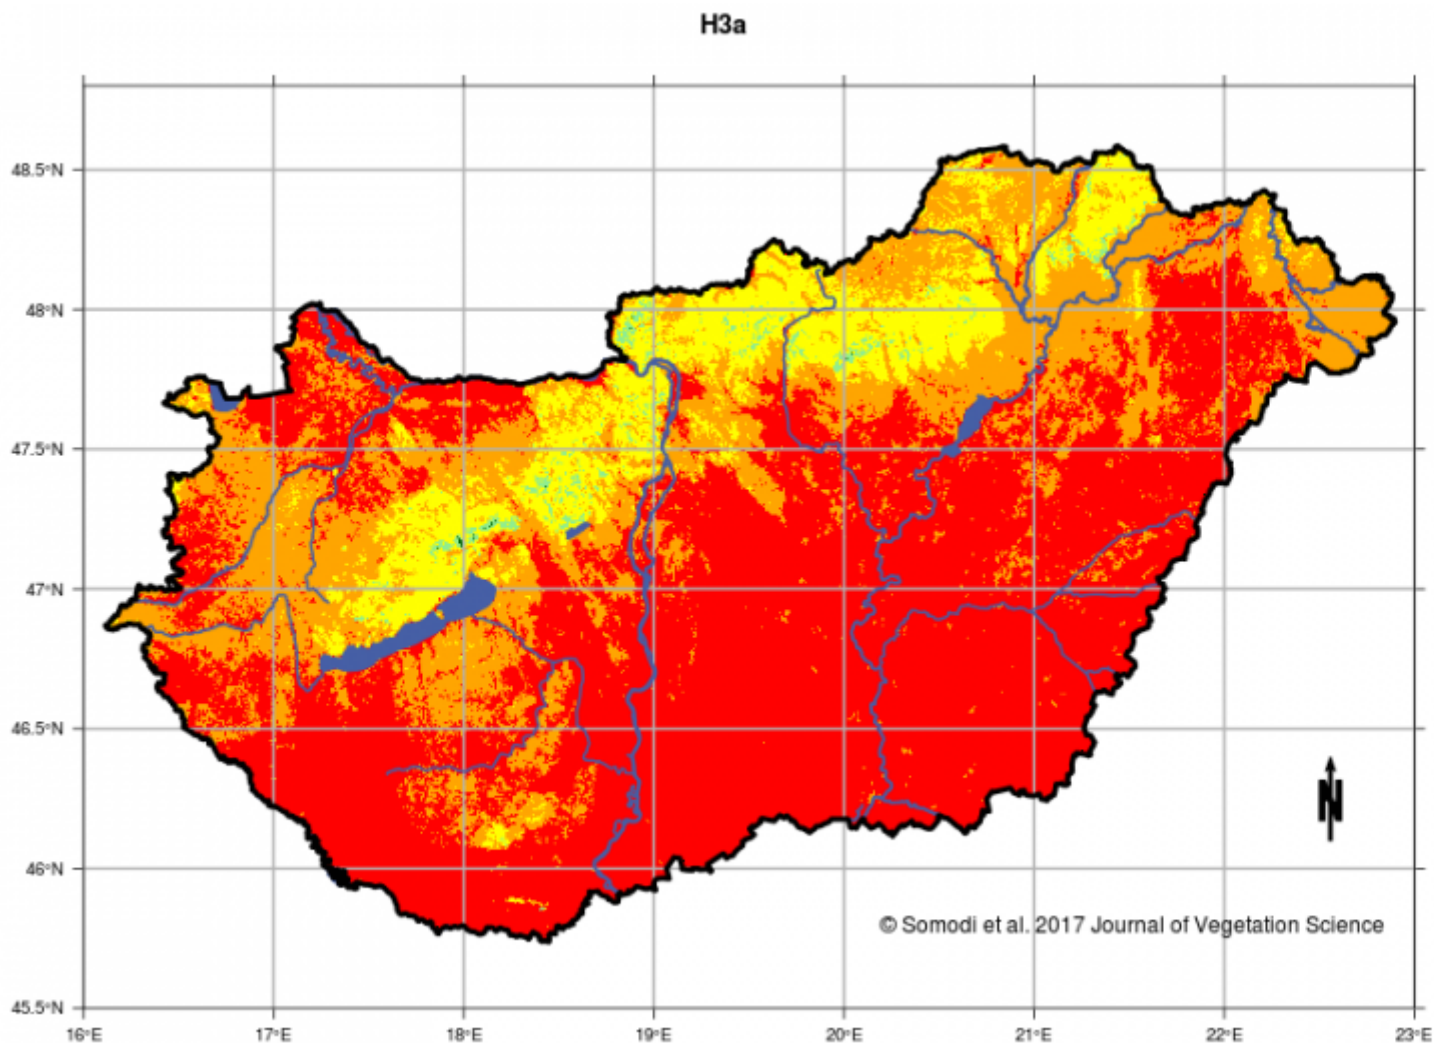 H3a
48.5°N
48°N
47.5°N
47°N
46.5°N
N
46°N
© Somodi et al. 2017 Journal of Vegetation Science
45.5°N
16°E 17°E 18°E 19°E 20°E 21°E 22°E 23°E